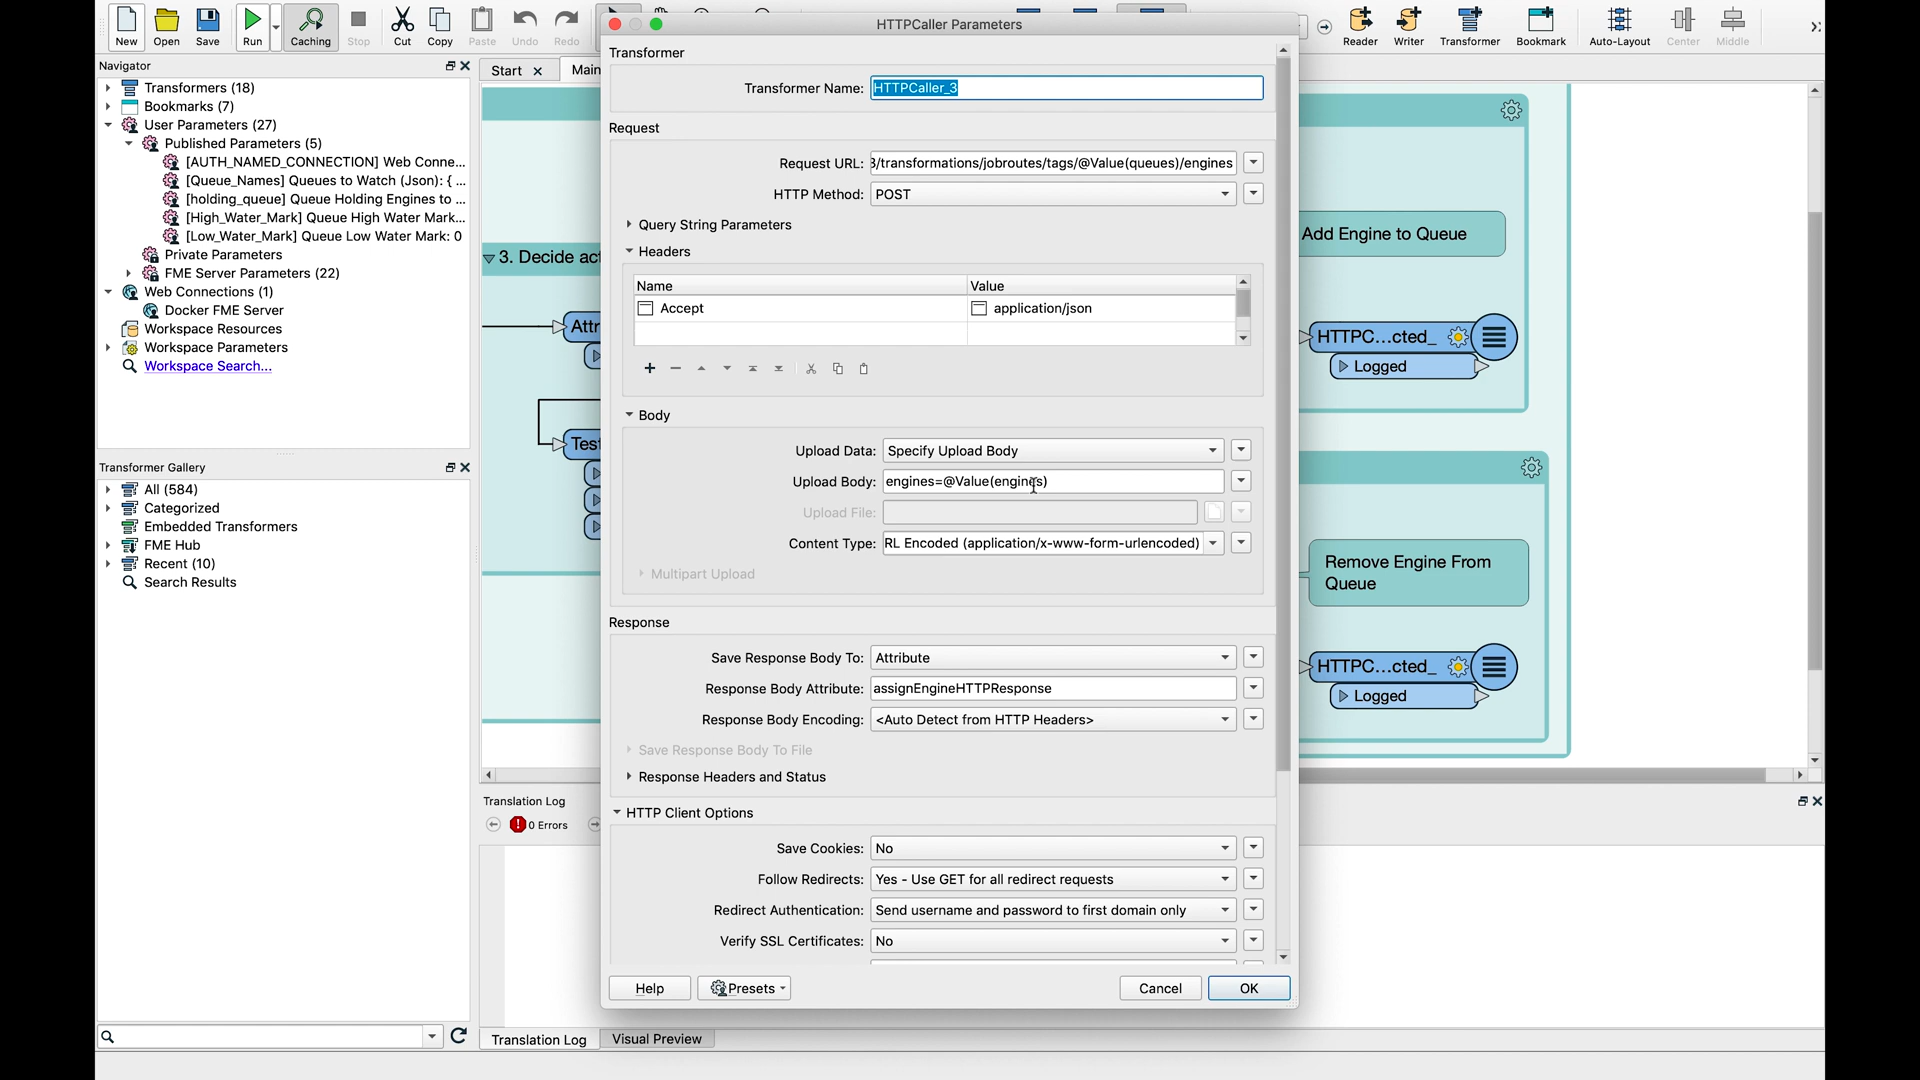 New Open Save Run Caching Stop Cut Copy Paste Undo Redo
HTTPCaller Parameters
Reader Writer Transformer Bookmark Auto-Layout Center Middle
Navigator
Transformers (18)
Bookmarks (7)
User Parameters (27)
Published Parameters (5)
[AUTH_NAMED_CONNECTION] Web Conne...
[Queue_Names] Queues to Watch (Json): { ...
[holding_queue] Queue Holding Engines to ...
[High_Water_Mark] Queue High Water Mark...
[Low_Water_Mark] Queue Low Water Mark: 0
Private Parameters
FME Server Parameters (22)
Web Connections (1)
Docker FME Server
Workspace Resources
Workspace Parameters
Workspace Search...
Transformer Gallery
All (584)
Categorized
Embedded Transformers
FME Hub
Recent (10)
Search Results
Start
Main
3. Decide act
Attr
Test
Transformer
Transformer Name: HTTPCaller_3
Request
Request URL: 3/transformations/jobroutes/tags/@Value(queues)/engines
HTTP Method: POST
Query String Parameters
Headers
Name Value
Accept application/json
Body
Upload Data: Specify Upload Body
Upload Body: engines=@Value(engines)
Upload File:
Content Type: RL Encoded (application/x-www-form-urlencoded)
Multipart Upload
Response
Save Response Body To: Attribute
Response Body Attribute: assignEngineHTTPResponse
Response Body Encoding: <Auto Detect from HTTP Headers>
Save Response Body To File
Response Headers and Status
HTTP Client Options
Save Cookies: No
Follow Redirects: Yes - Use GET for all redirect requests
Redirect Authentication: Send username and password to first domain only
Verify SSL Certificates: No
Help Presets Cancel OK
Add Engine to Queue
HTTPC...cted_
Logged
Remove Engine From
Queue
HTTPC...cted_
Logged
Translation Log
0 Errors
Translation Log Visual Preview